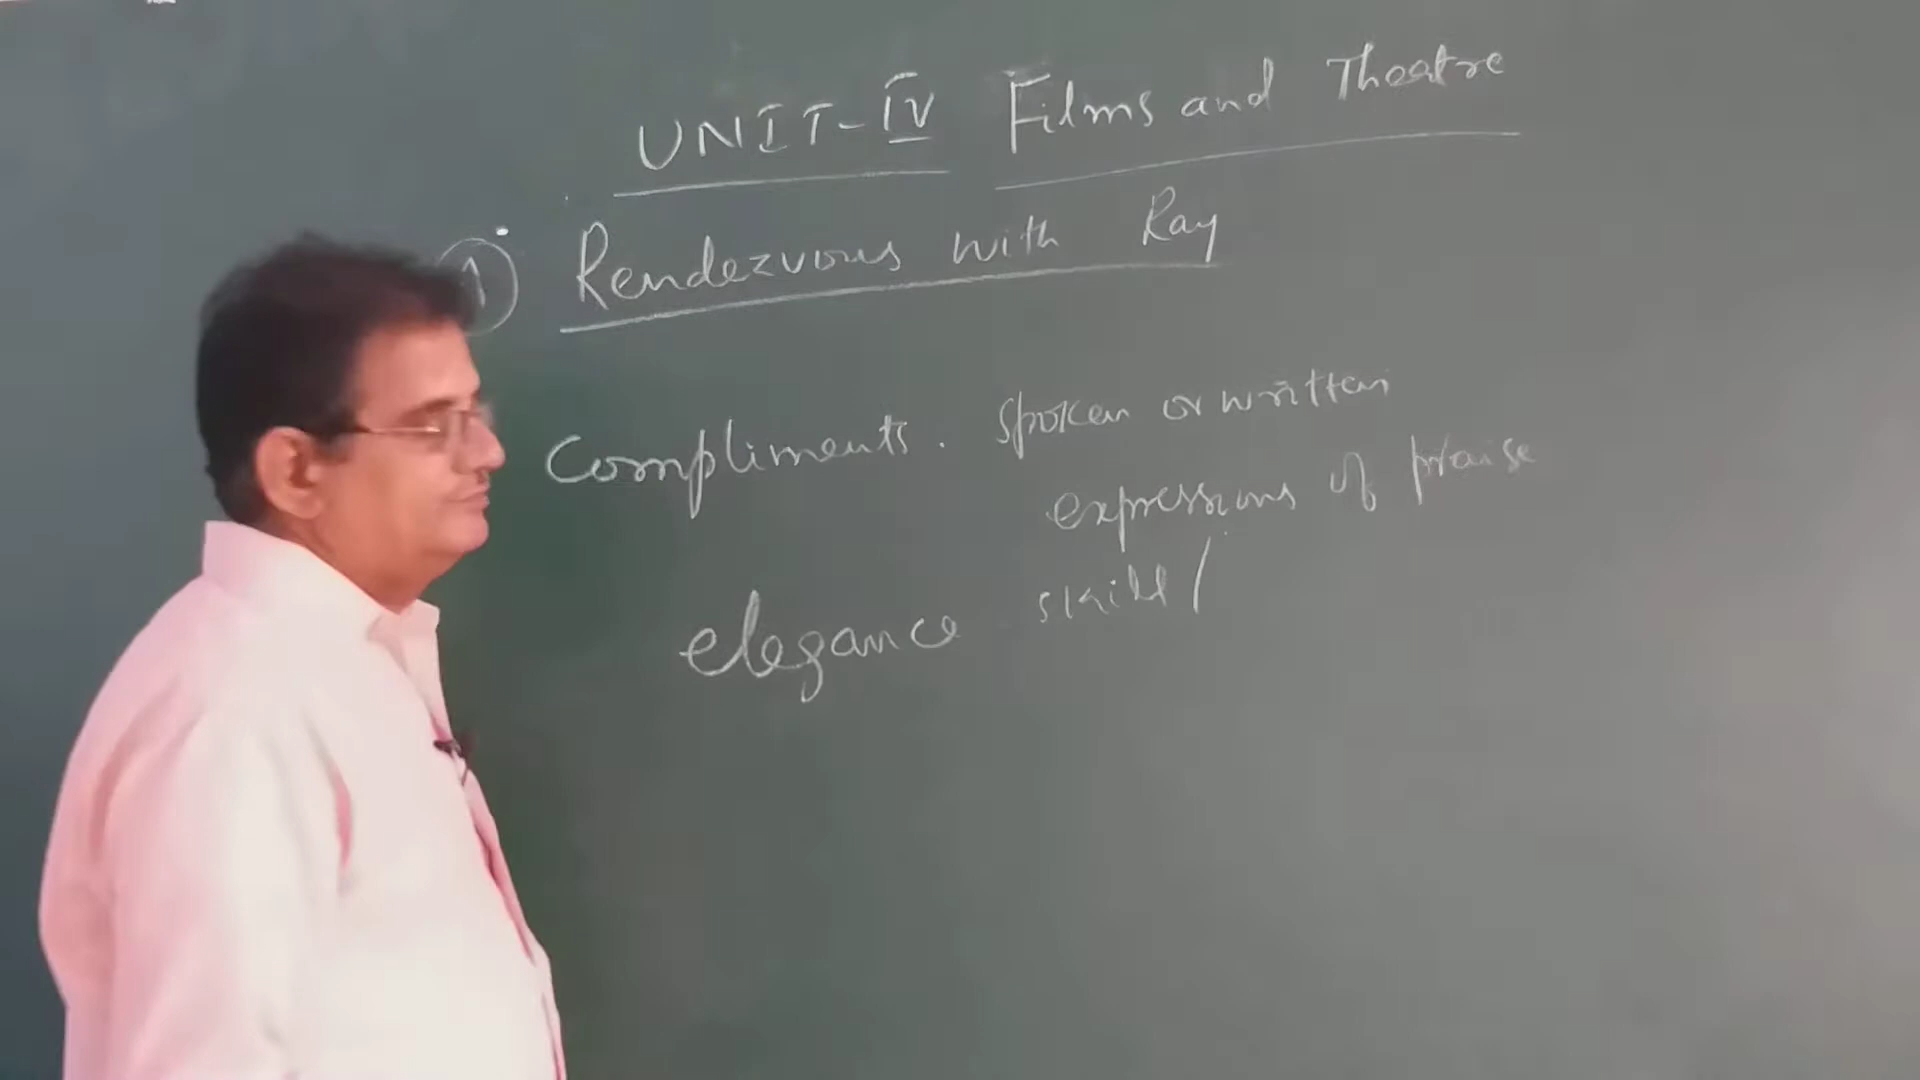 UNIT-IV Films and Theatre
1 Rendezvous with Ray
Compliments. Spoken or written
expressions of praise
elegance - skill /